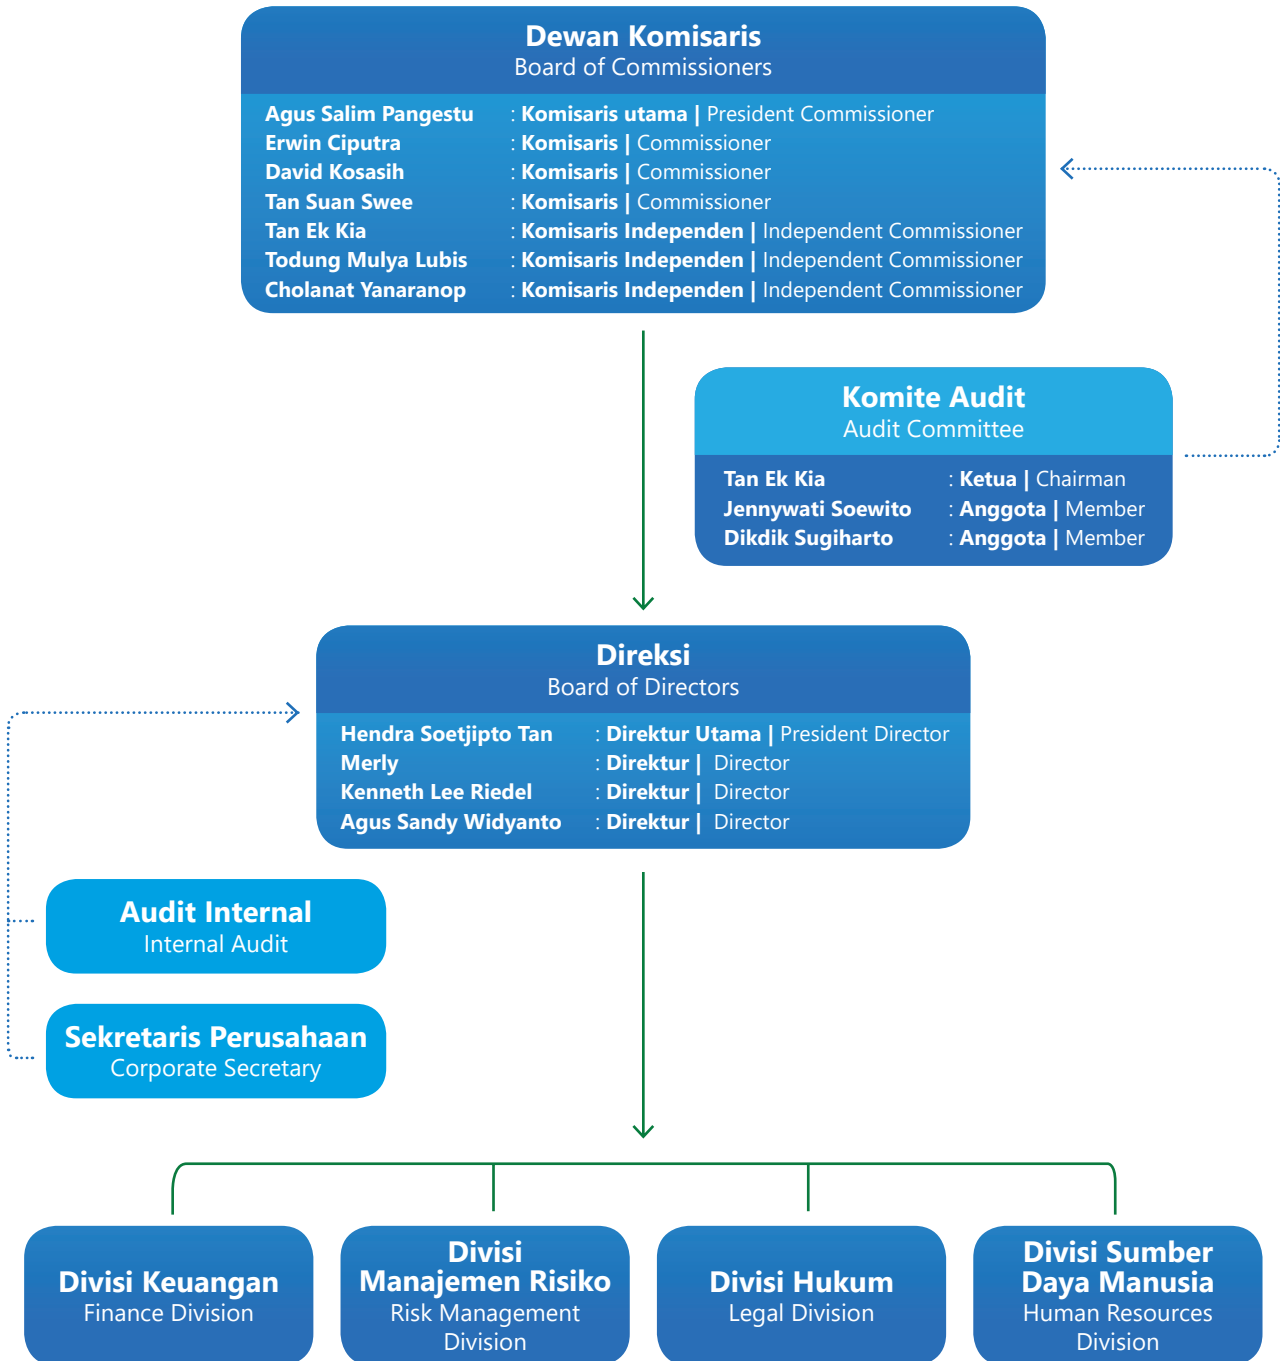 Dewan Komisaris
Board of Commissioners
Agus Salim Pangestu : Komisaris utama | President Commissioner
Erwin Ciputra : Komisaris | Commissioner
David Kosasih : Komisaris | Commissioner
Tan Suan Swee : Komisaris | Commissioner
Tan Ek Kia : Komisaris Independen | Independent Commissioner
Todung Mulya Lubis : Komisaris Independen | Independent Commissioner
Cholanat Yanaranop : Komisaris Independen | Independent Commissioner
Komite Audit
Audit Committee
Tan Ek Kia : Ketua | Chairman
Jennywati Soewito : Anggota | Member
Dikdik Sugiharto : Anggota | Member
Direksi
Board of Directors
Hendra Soetjipto Tan : Direktur Utama | President Director
Merly : Direktur | Director
Kenneth Lee Riedel : Direktur | Director
Agus Sandy Widyanto : Direktur | Director
Audit Internal
Internal Audit
Sekretaris Perusahaan
Corporate Secretary
Divisi Keuangan
Finance Division
Divisi
Manajemen Risiko
Risk Management
Division
Divisi Hukum
Legal Division
Divisi Sumber
Daya Manusia
Human Resources
Division